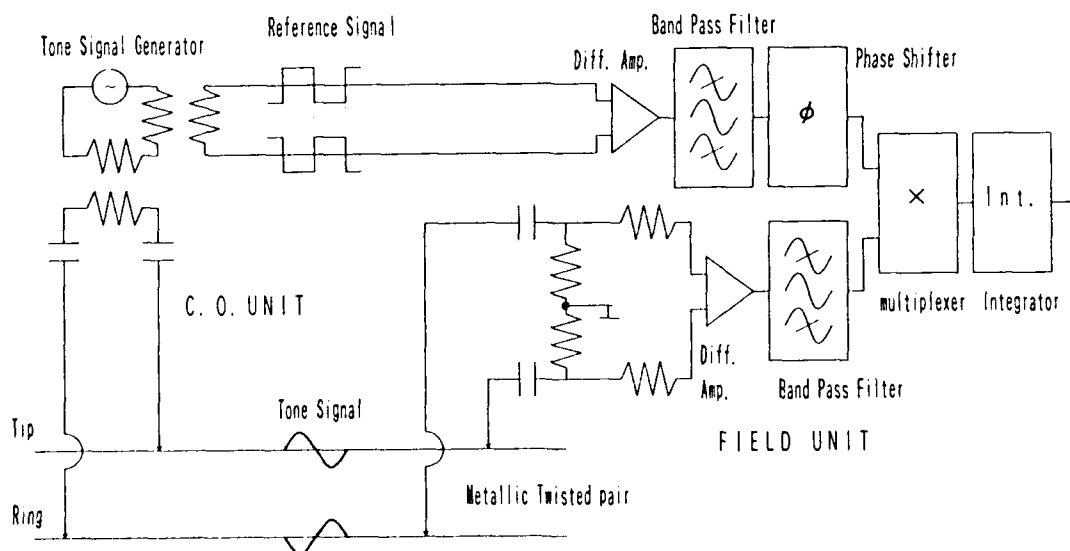 Tone Signal Generator
Reference Signal
Diff. Amp.
Band Pass Filter
Phase Shifter
~
ϕ
×
Int.
C. O. UNIT
multiplexer
Integrator
Diff.
Amp.
Band Pass Filter
FIELD UNIT
Tone Signal
Tip
Metallic Twisted pair
Ring